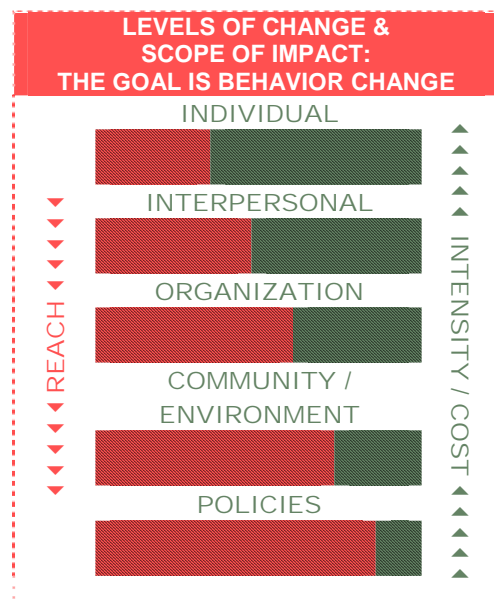 LEVELS OF CHANGE &
SCOPE OF IMPACT:
THE GOAL IS BEHAVIOR CHANGE
INDIVIDUAL
INTERPERSONAL
ORGANIZATION
COMMUNITY /
ENVIRONMENT
POLICIES
REACH
INTENSITY / COST